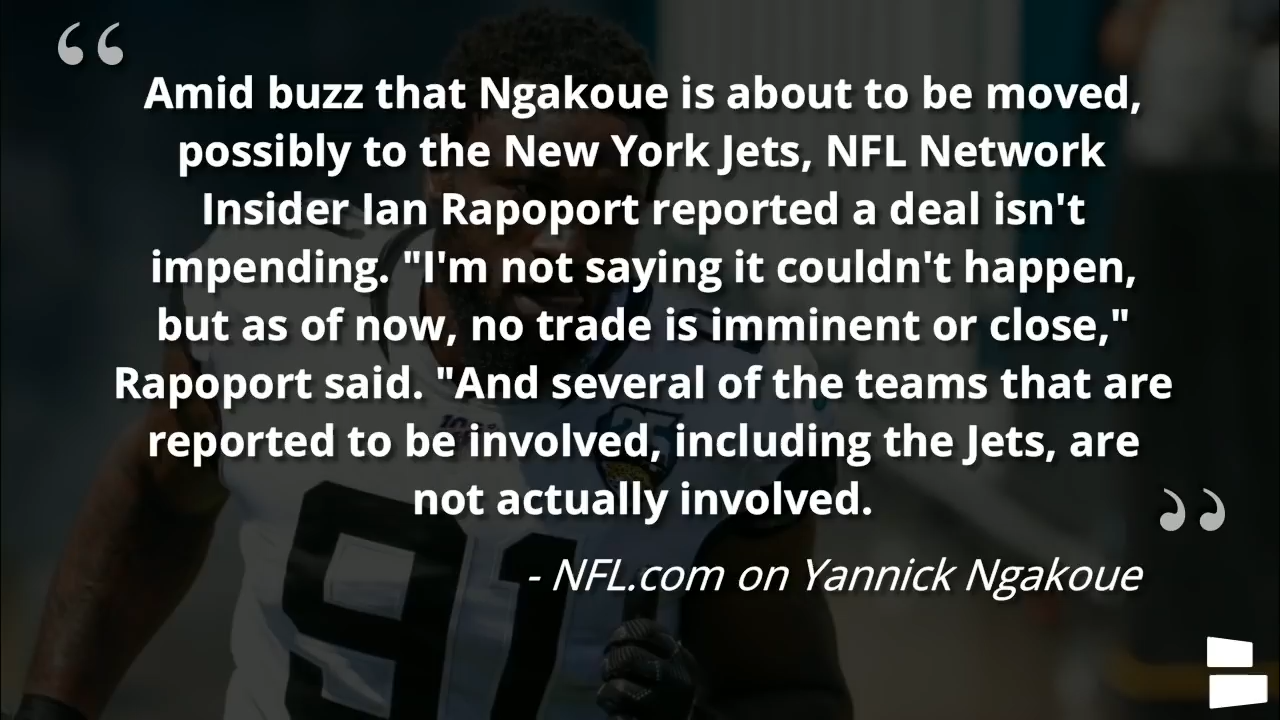 “
Amid buzz that Ngakoue is about to be moved,
possibly to the New York Jets, NFL Network
Insider Ian Rapoport reported a deal isn't
impending. "I'm not saying it couldn't happen,
but as of now, no trade is imminent or close,"
Rapoport said. "And several of the teams that are
reported to be involved, including the Jets, are
not actually involved.
”
- NFL.com on Yannick Ngakoue
91